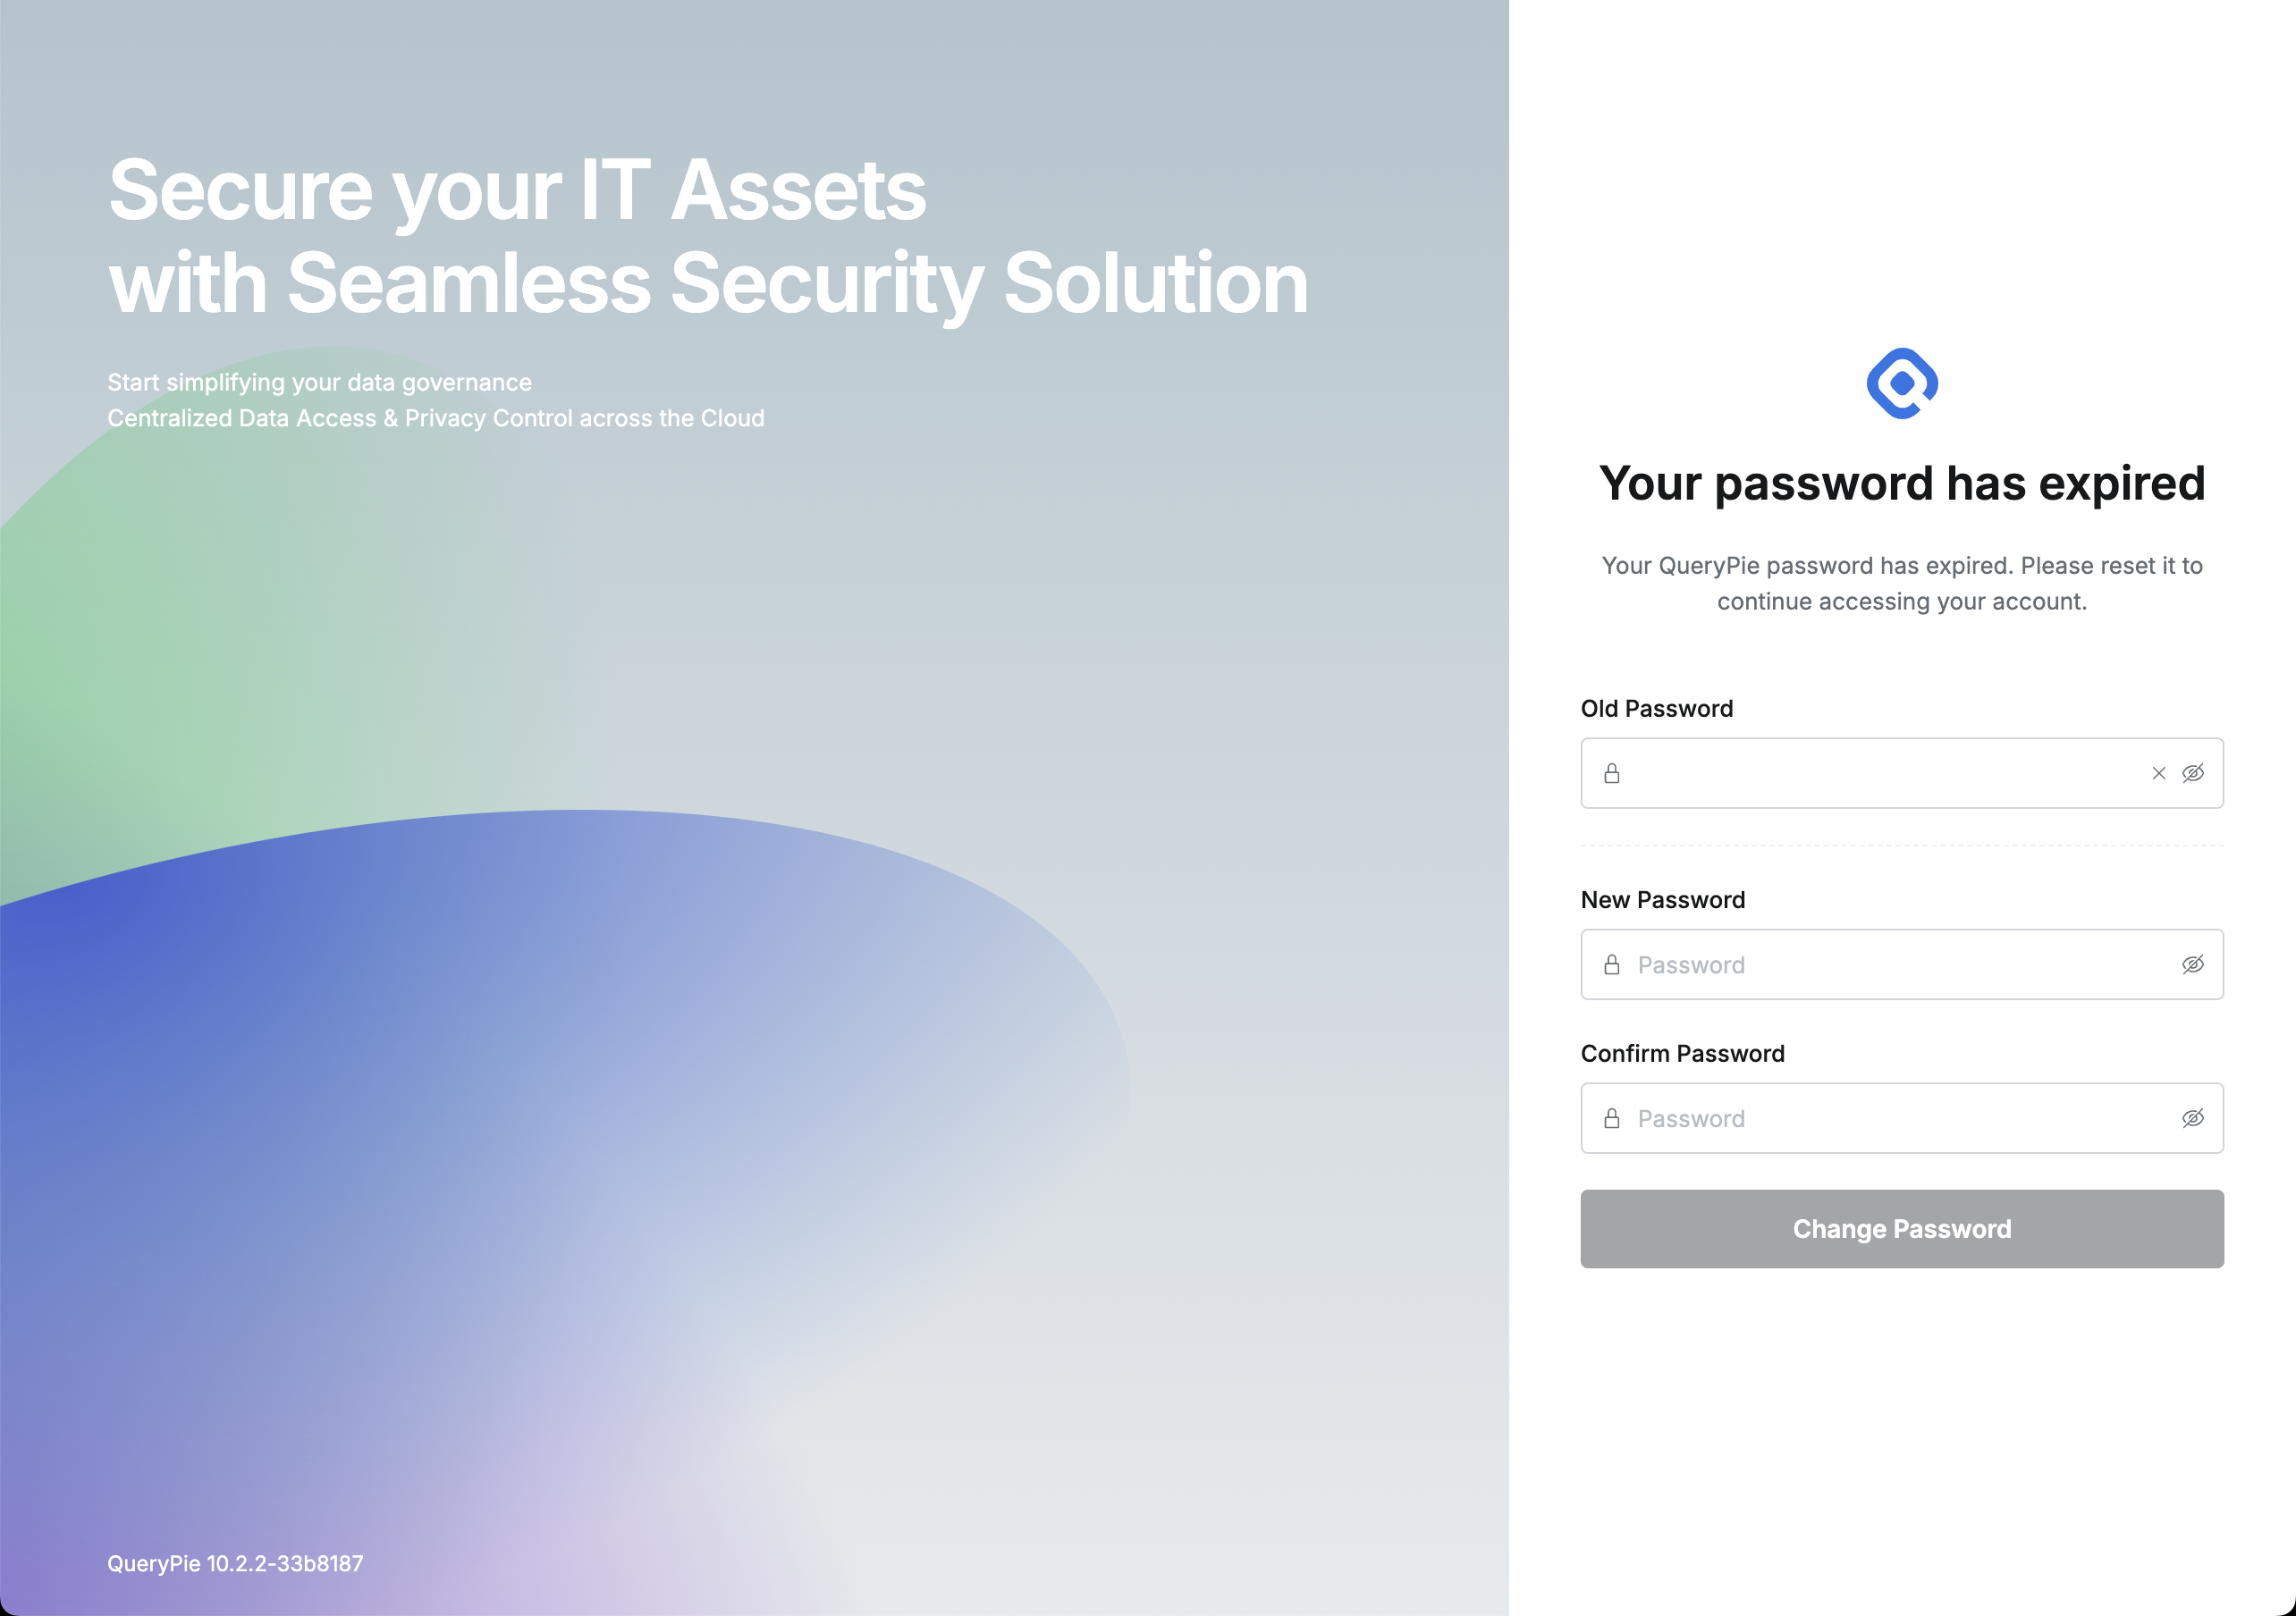 Secure your IT Assets
with Seamless Security Solution
Start simplifying your data governance
Centralized Data Access & Privacy Control across the Cloud
QueryPie 10.2.2-33b8187
Your password has expired
Your QueryPie password has expired. Please reset it to
continue accessing your account.
Old Password
New Password
Password
Confirm Password
Password
Change Password